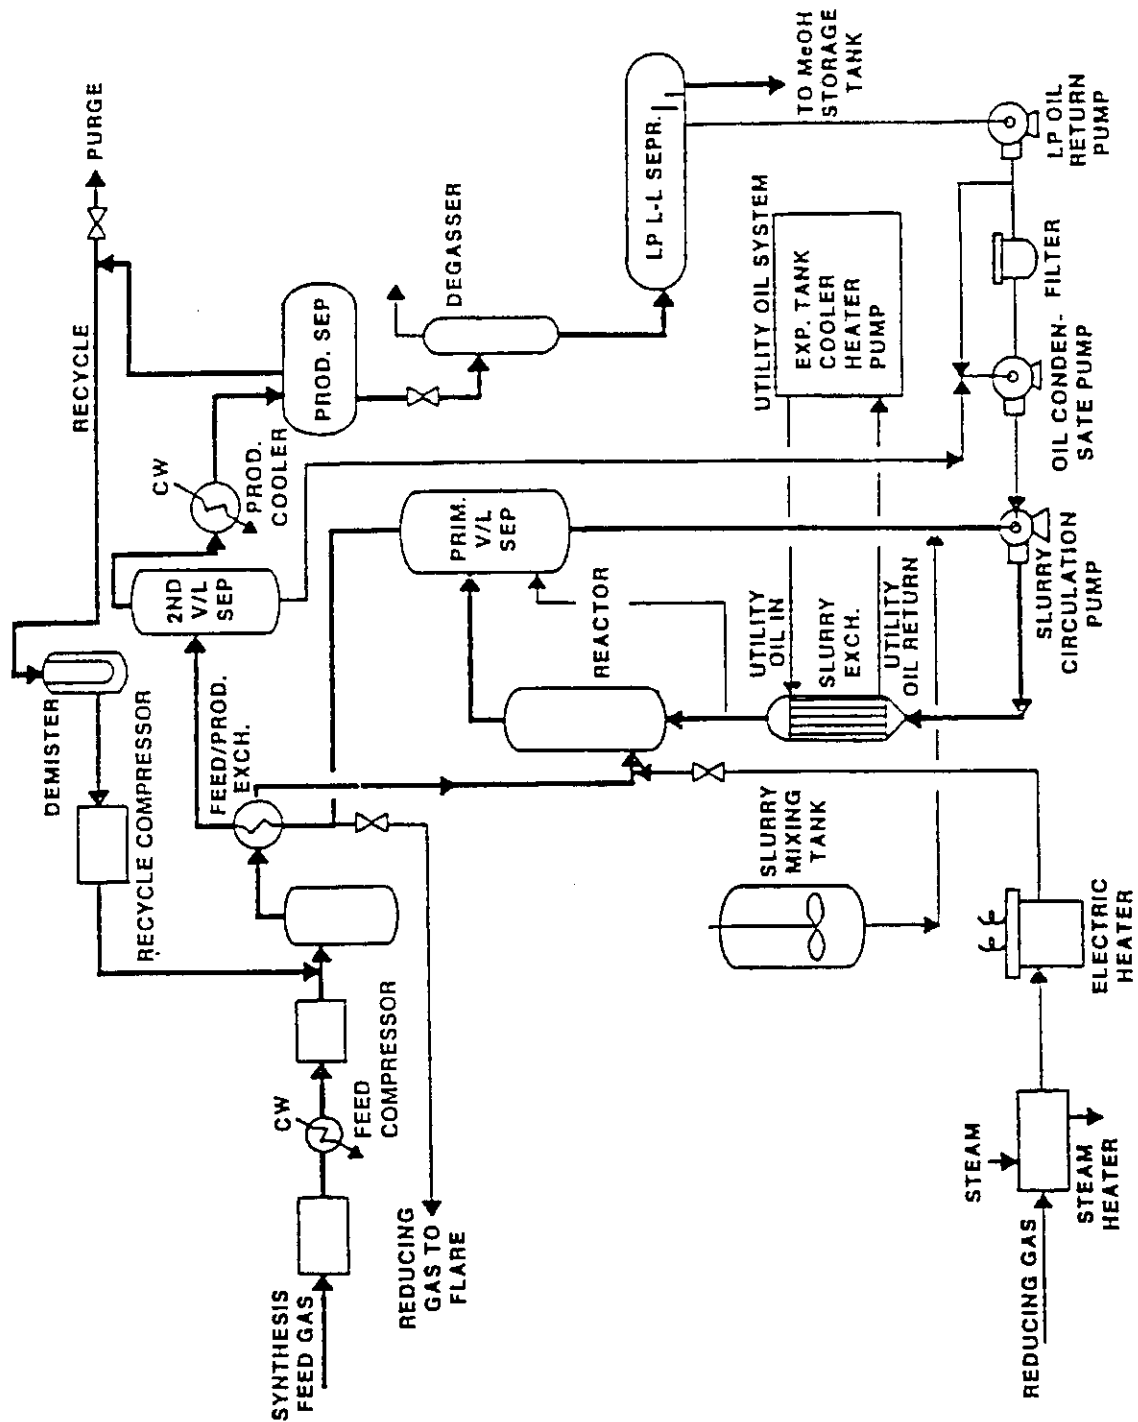 RECYCLE
PURGE
DEMISTER
RECYCLE COMPRESSOR
2ND
V/L
SEP
CW
PROD.
COOLER
PROD. SEP
FEED/PROD.
EXCH.
DEGASSER
LP L-L SEPR.
TO MeOH
STORAGE
TANK
SYNTHESIS
FEED GAS
CW
FEED
COMPRESSOR
REDUCING
GAS TO
FLARE
PRIM.
V/L
SEP
REACTOR
UTILITY OIL SYSTEM
EXP. TANK
COOLER
HEATER
PUMP
UTILITY
OIL IN
SLURRY
EXCH.
UTILITY
OIL RETURN
SLURRY
MIXING
TANK
STEAM
REDUCING GAS
STEAM
HEATER
ELECTRIC
HEATER
SLURRY
CIRCULATION
PUMP
OIL CONDEN-
SATE PUMP
FILTER
LP OIL
RETURN
PUMP